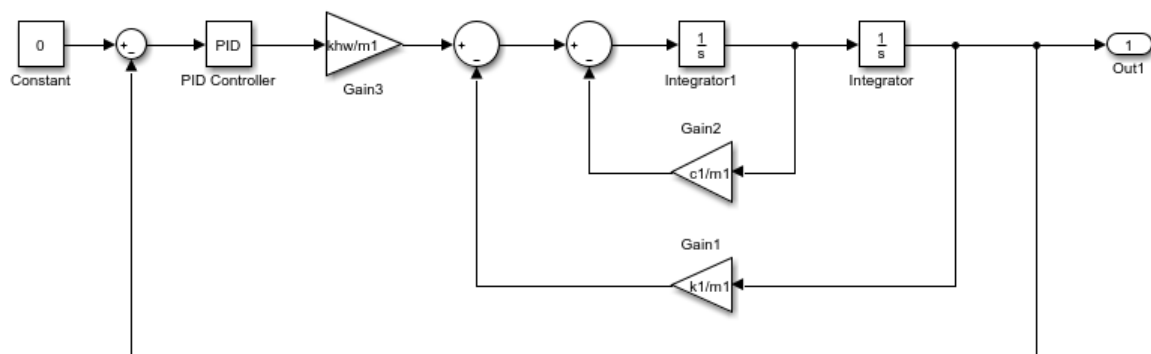 0
Constant
+
−
PID
PID Controller
khw/m1
Gain3
+
−
+
−
1
s
Integrator1
1
s
Integrator
1
Out1
Gain2
c1/m1
Gain1
k1/m1